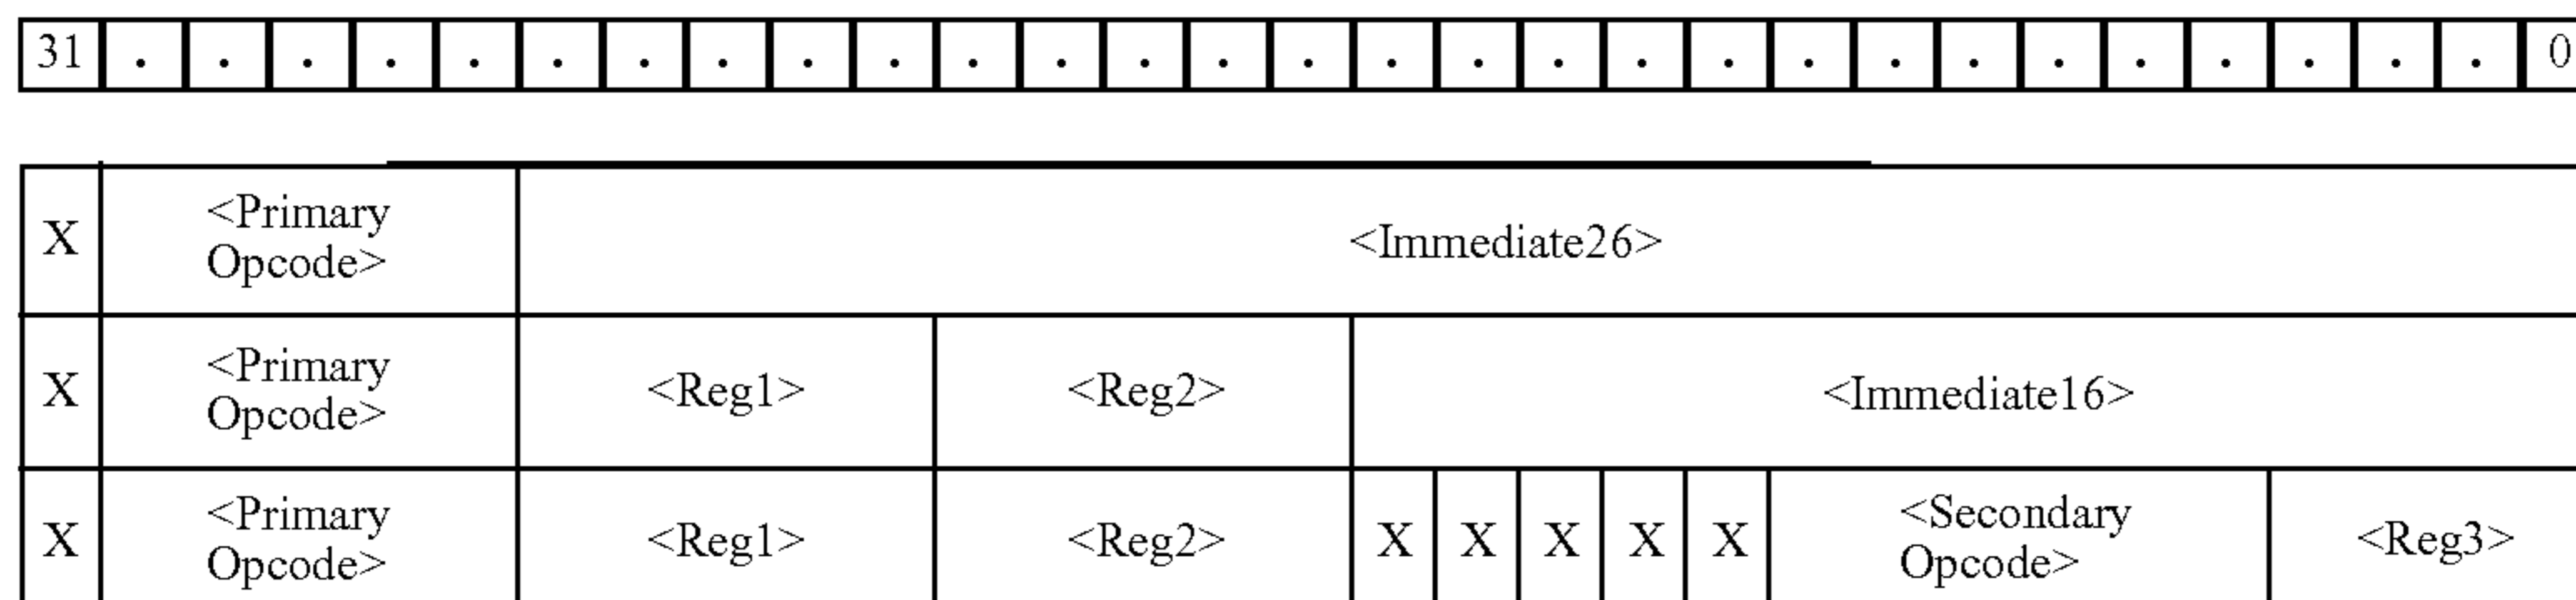 31 . . . . . . . . . . . . . . . . . . . . . . . . . . . . . 0
X <Primary
Opcode> <Immediate26>
X <Primary
Opcode> <Reg1> <Reg2> <Immediate16>
X <Primary
Opcode> <Reg1> <Reg2> X X X X X <Secondary
Opcode> <Reg3>